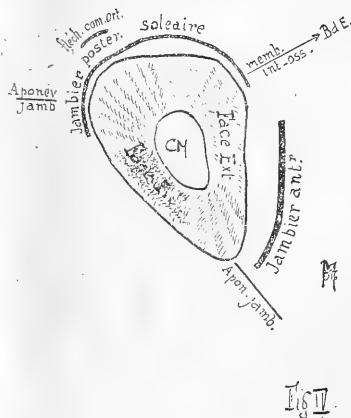 fléch. com. ort.
poster.
soleaire
Jambier
memb.
int-oss.
BdE.
Aponév
jamb
CM
Face Ext
Jambier antr
Apon. jamb.
Fig IV